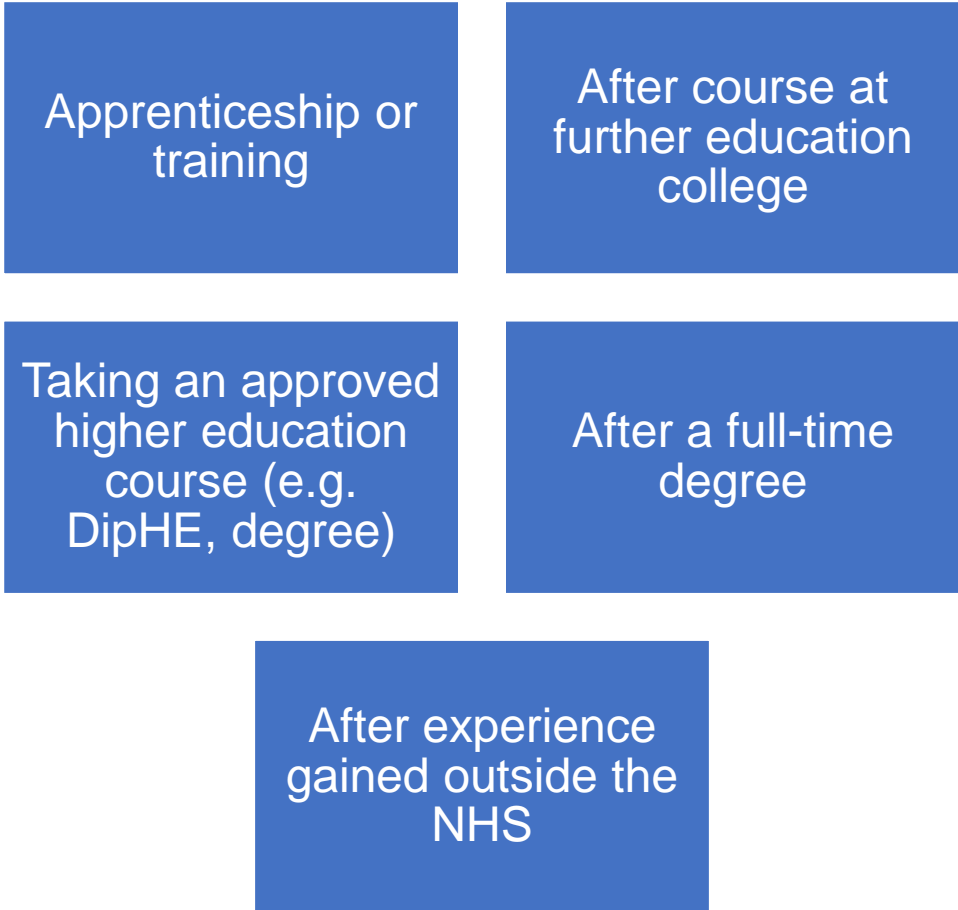 Apprenticeship or
training
After course at
further education
college
Taking an approved
higher education
course (e.g.
DipHE, degree)
After a full-time
degree
After experience
gained outside the
NHS